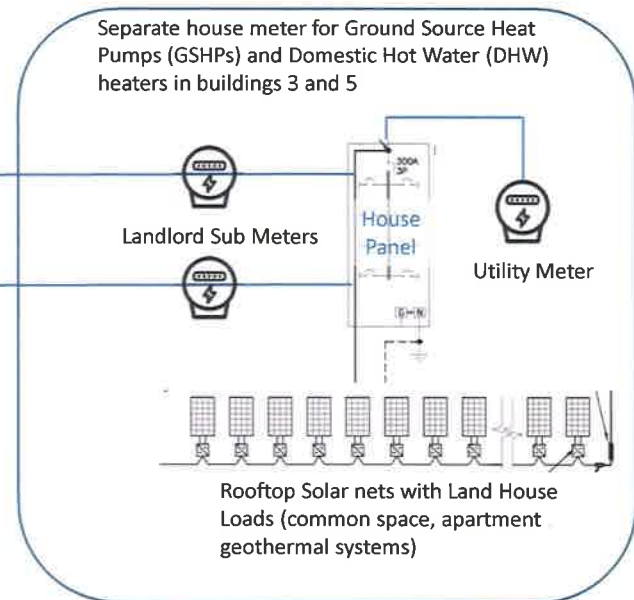 Separate house meter for Ground Source Heat
Pumps (GSHPs) and Domestic Hot Water (DHW)
heaters in buildings 3 and 5
300A
3P
House
Panel
Landlord Sub Meters
Utility Meter
G
N
Rooftop Solar nets with Land House
Loads (common space, apartment
geothermal systems)